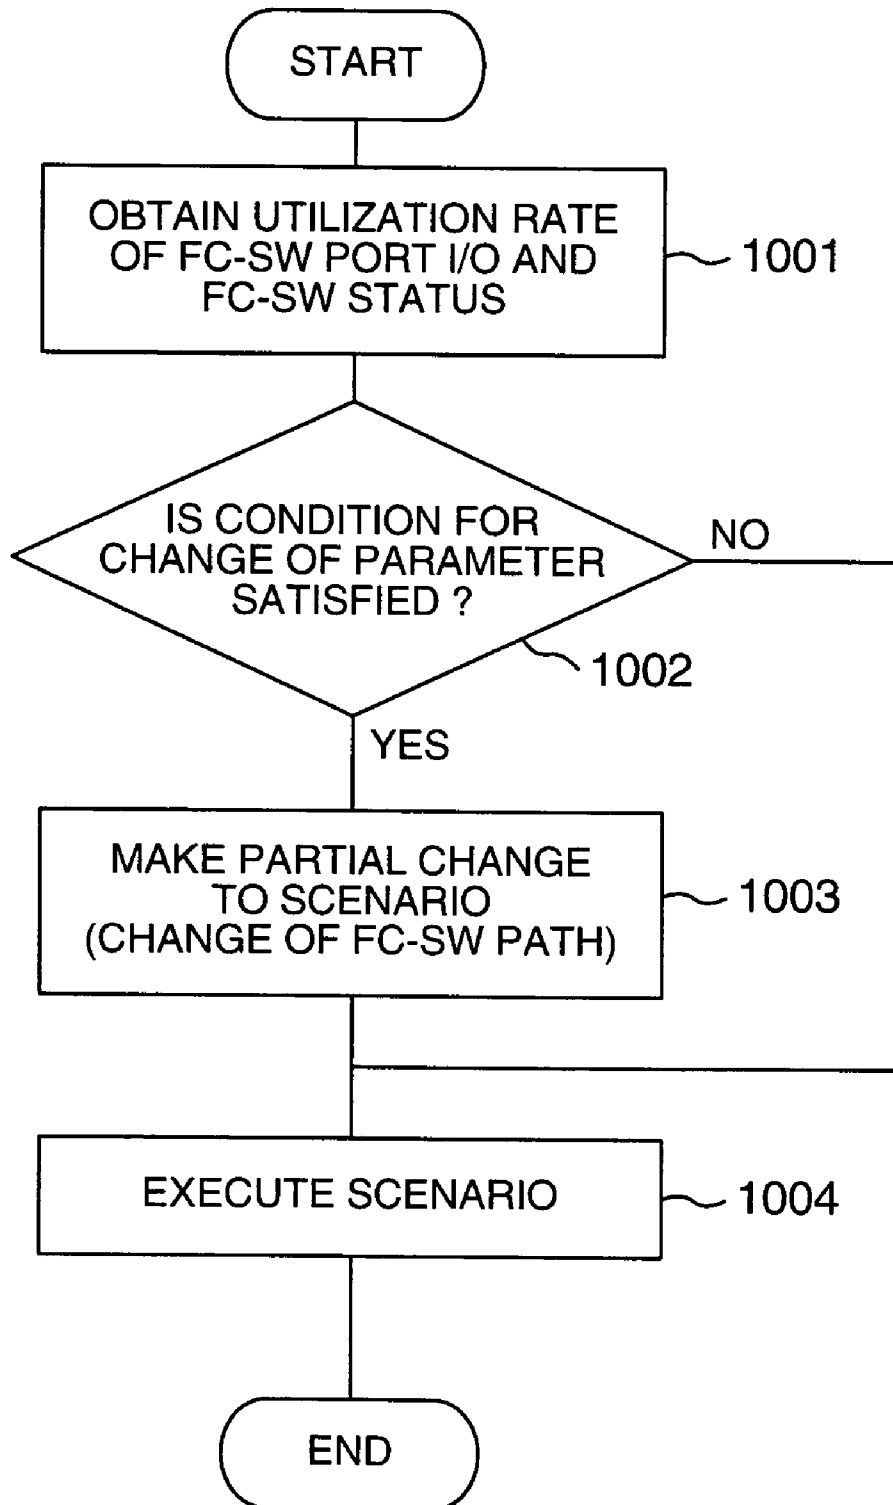 START
OBTAIN UTILIZATION RATE
OF FC-SW PORT I/O AND
FC-SW STATUS
1001
IS CONDITION FOR
CHANGE OF PARAMETER
SATISFIED ?
NO
1002
YES
MAKE PARTIAL CHANGE
TO SCENARIO
(CHANGE OF FC-SW PATH)
1003
EXECUTE SCENARIO
1004
END